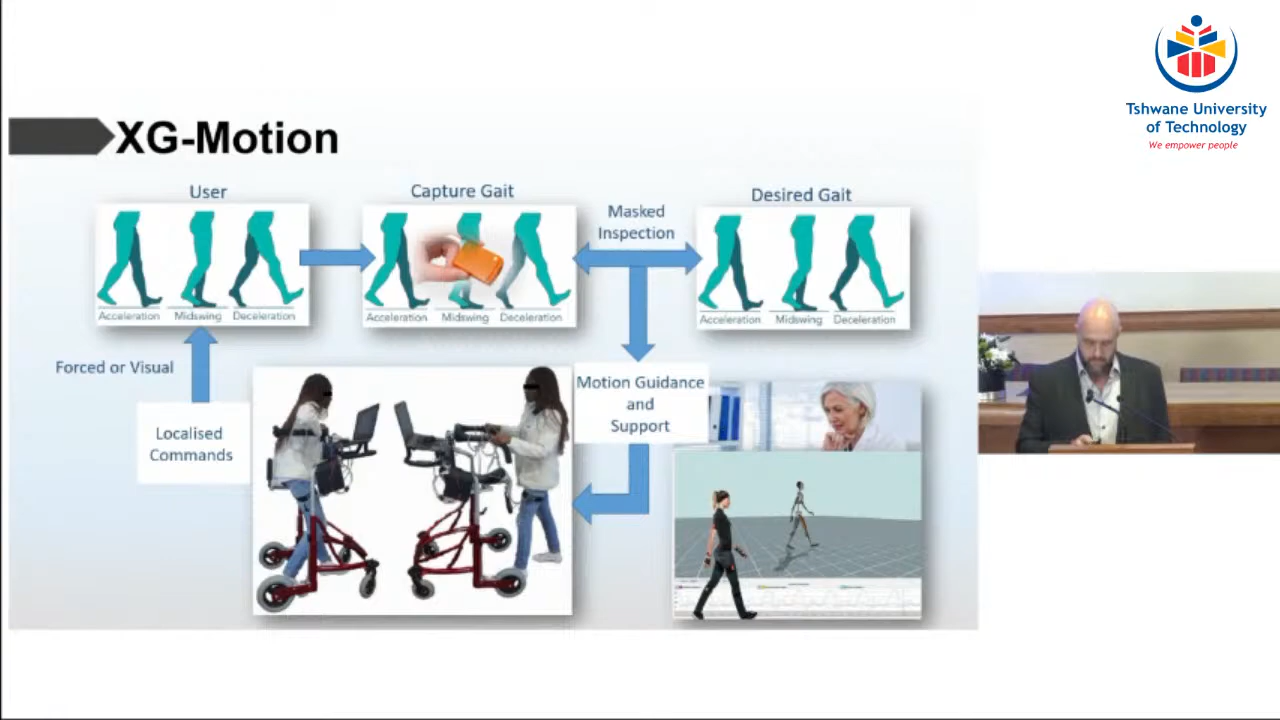 Tshwane University
of Technology
We empower people
XG-Motion
User
Capture Gait
Masked
Inspection
Desired Gait
Acceleration Midswing Deceleration
Acceleration Midswing Deceleration
Acceleration Midswing Deceleration
Forced or Visual
Localised
Commands
Motion Guidance
and
Support